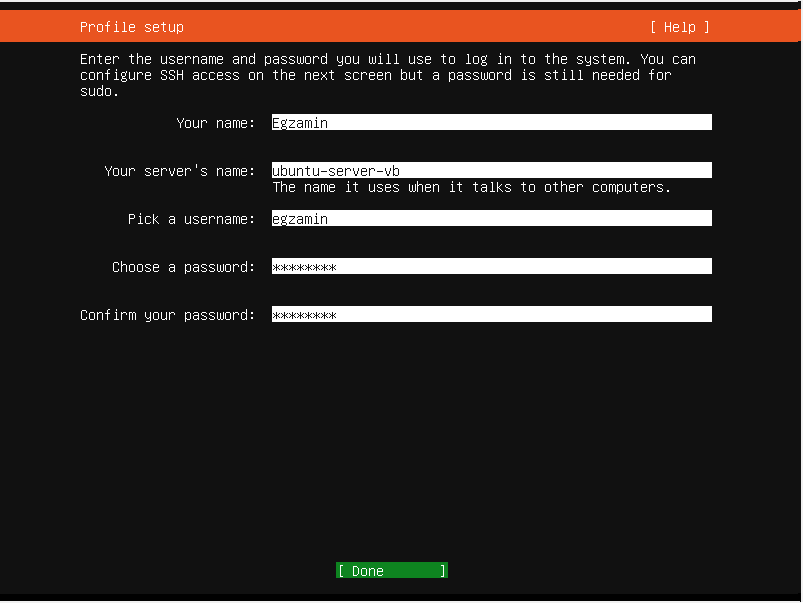 Profile setup [ Help ]
Enter the username and password you will use to log in to the system. You can
configure SSH access on the next screen but a password is still needed for
sudo.
Your name: Egzamin
Your server's name: ubuntu-server-vb
The name it uses when it talks to other computers.
Pick a username: egzamin
Choose a password: ********
Confirm your password: ********
[ Done ]